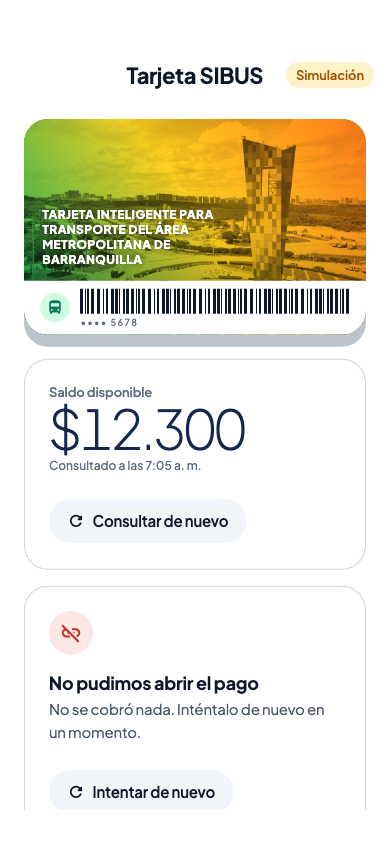 Tarjeta SIBUS
Simulación
TARJETA INTELIGENTE PARA
TRANSPORTE DEL ÁREA
METROPOLITANA DE
BARRANQUILLA
•••• 5678
Saldo disponible
$12.300
Consultado a las 7:05 a. m.
Consultar de nuevo
No pudimos abrir el pago
No se cobró nada. Inténtalo de nuevo en
un momento.
Intentar de nuevo